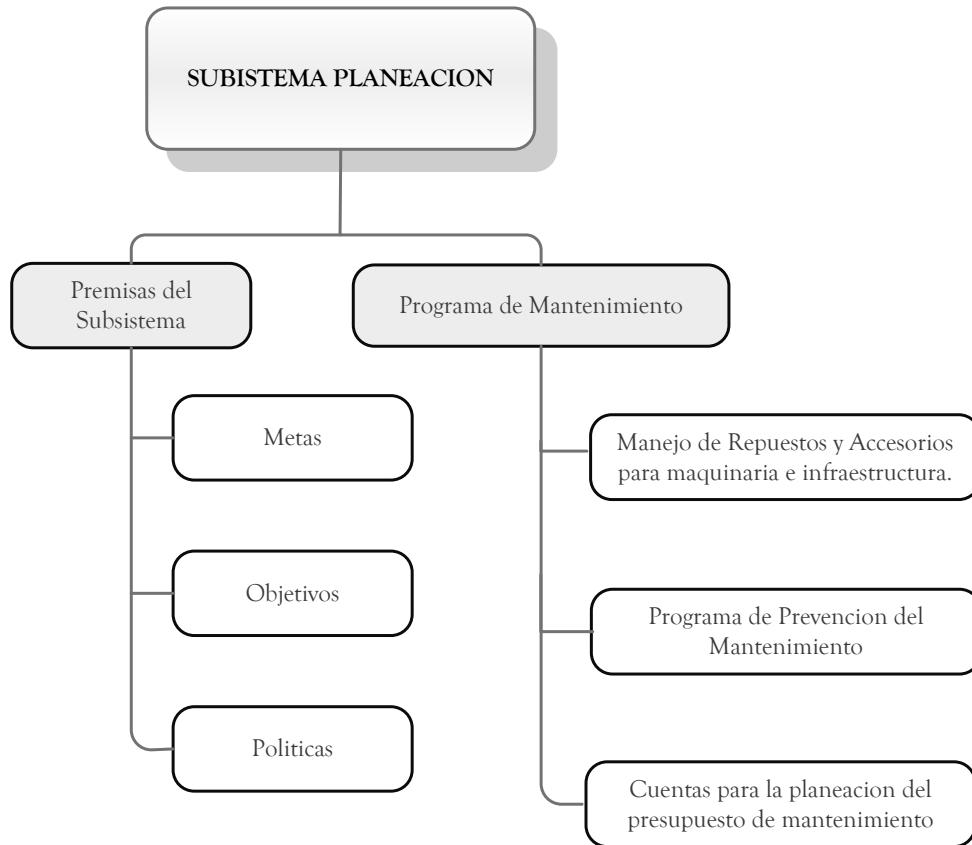 SUBISTEMA PLANEACION
Premisas del
Subsistema
Programa de Mantenimiento
Metas
Manejo de Repuestos y Accesorios
para maquinaria e infraestructura.
Objetivos
Programa de Prevencion del
Mantenimiento
Politicas
Cuentas para la planeacion del
presupuesto de mantenimiento